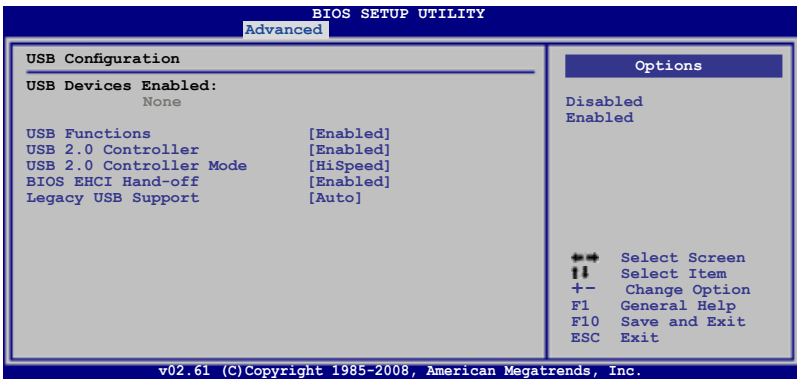 BIOS SETUP UTILITY
Advanced
USB Configuration
USB Devices Enabled:
None
USB Functions [Enabled]
USB 2.0 Controller [Enabled]
USB 2.0 Controller Mode [HiSpeed]
BIOS EHCI Hand-off [Enabled]
Legacy USB Support [Auto]
Options
Disabled
Enabled
←→ Select Screen
↑↓ Select Item
+- Change Option
F1 General Help
F10 Save and Exit
ESC Exit
v02.61 (C)Copyright 1985-2008, American Megatrends, Inc.